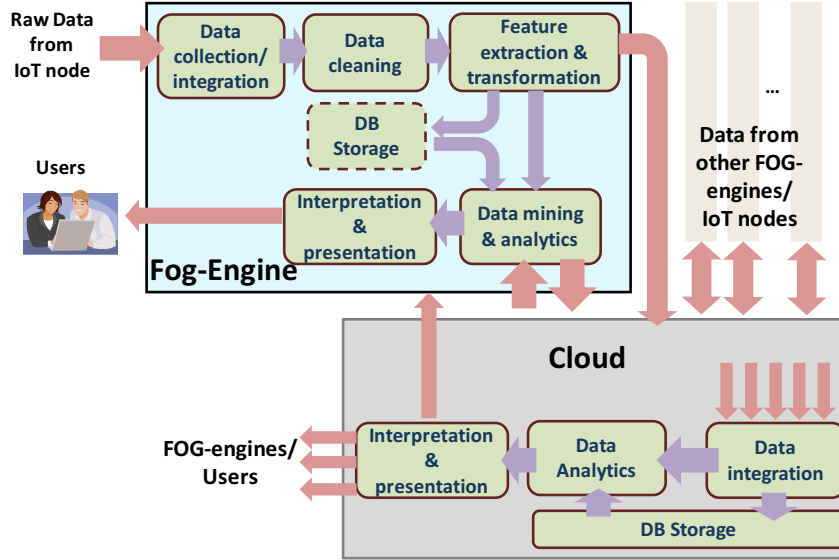 Raw Data
from
IoT node
Data
collection/
integration
Data
cleaning
Feature
extraction &
transformation
DB
Storage
Users
Interpretation
&
presentation
Data mining
& analytics
Fog-Engine
...
Data from
other FOG-
engines/
IoT nodes
Cloud
FOG-engines/
Users
Interpretation
&
presentation
Data
Analytics
Data
integration
DB Storage